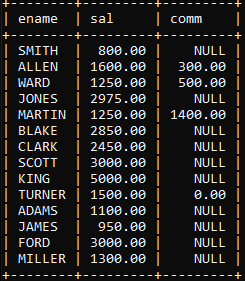 +--------+---------+---------+
| ename  | sal     | comm    |
+--------+---------+---------+
| SMITH  |  800.00 |    NULL |
| ALLEN  | 1600.00 |  300.00 |
| WARD   | 1250.00 |  500.00 |
| JONES  | 2975.00 |    NULL |
| MARTIN | 1250.00 | 1400.00 |
| BLAKE  | 2850.00 |    NULL |
| CLARK  | 2450.00 |    NULL |
| SCOTT  | 3000.00 |    NULL |
| KING   | 5000.00 |    NULL |
| TURNER | 1500.00 |    0.00 |
| ADAMS  | 1100.00 |    NULL |
| JAMES  |  950.00 |    NULL |
| FORD   | 3000.00 |    NULL |
| MILLER | 1300.00 |    NULL |
+--------+---------+---------+